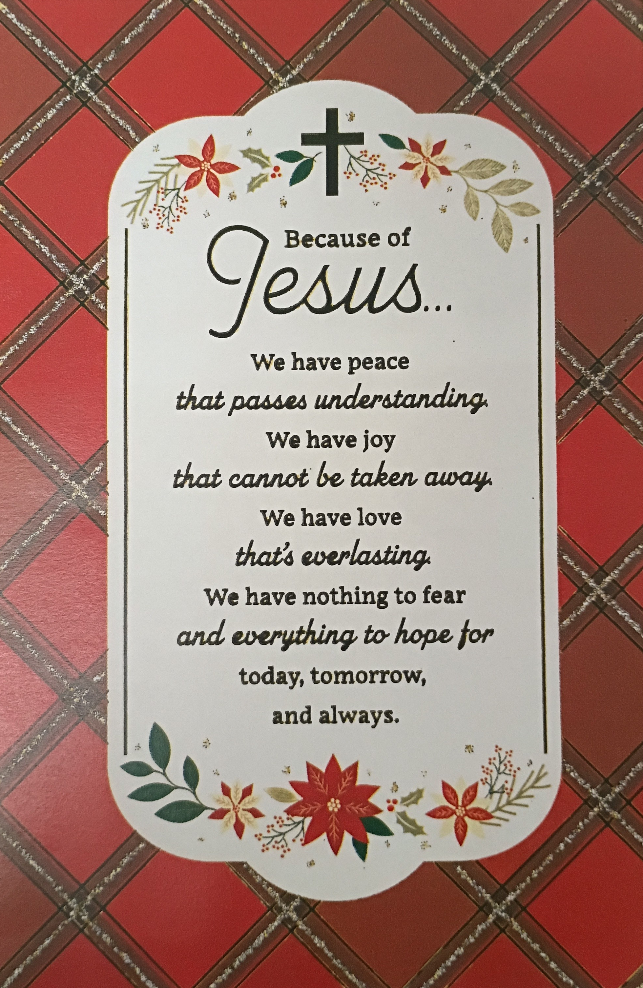 Because of
Jesus...
We have peace
that passes understanding.
We have joy
that cannot be taken away.
We have love
that's everlasting.
We have nothing to fear
and everything to hope for
today, tomorrow,
and always.